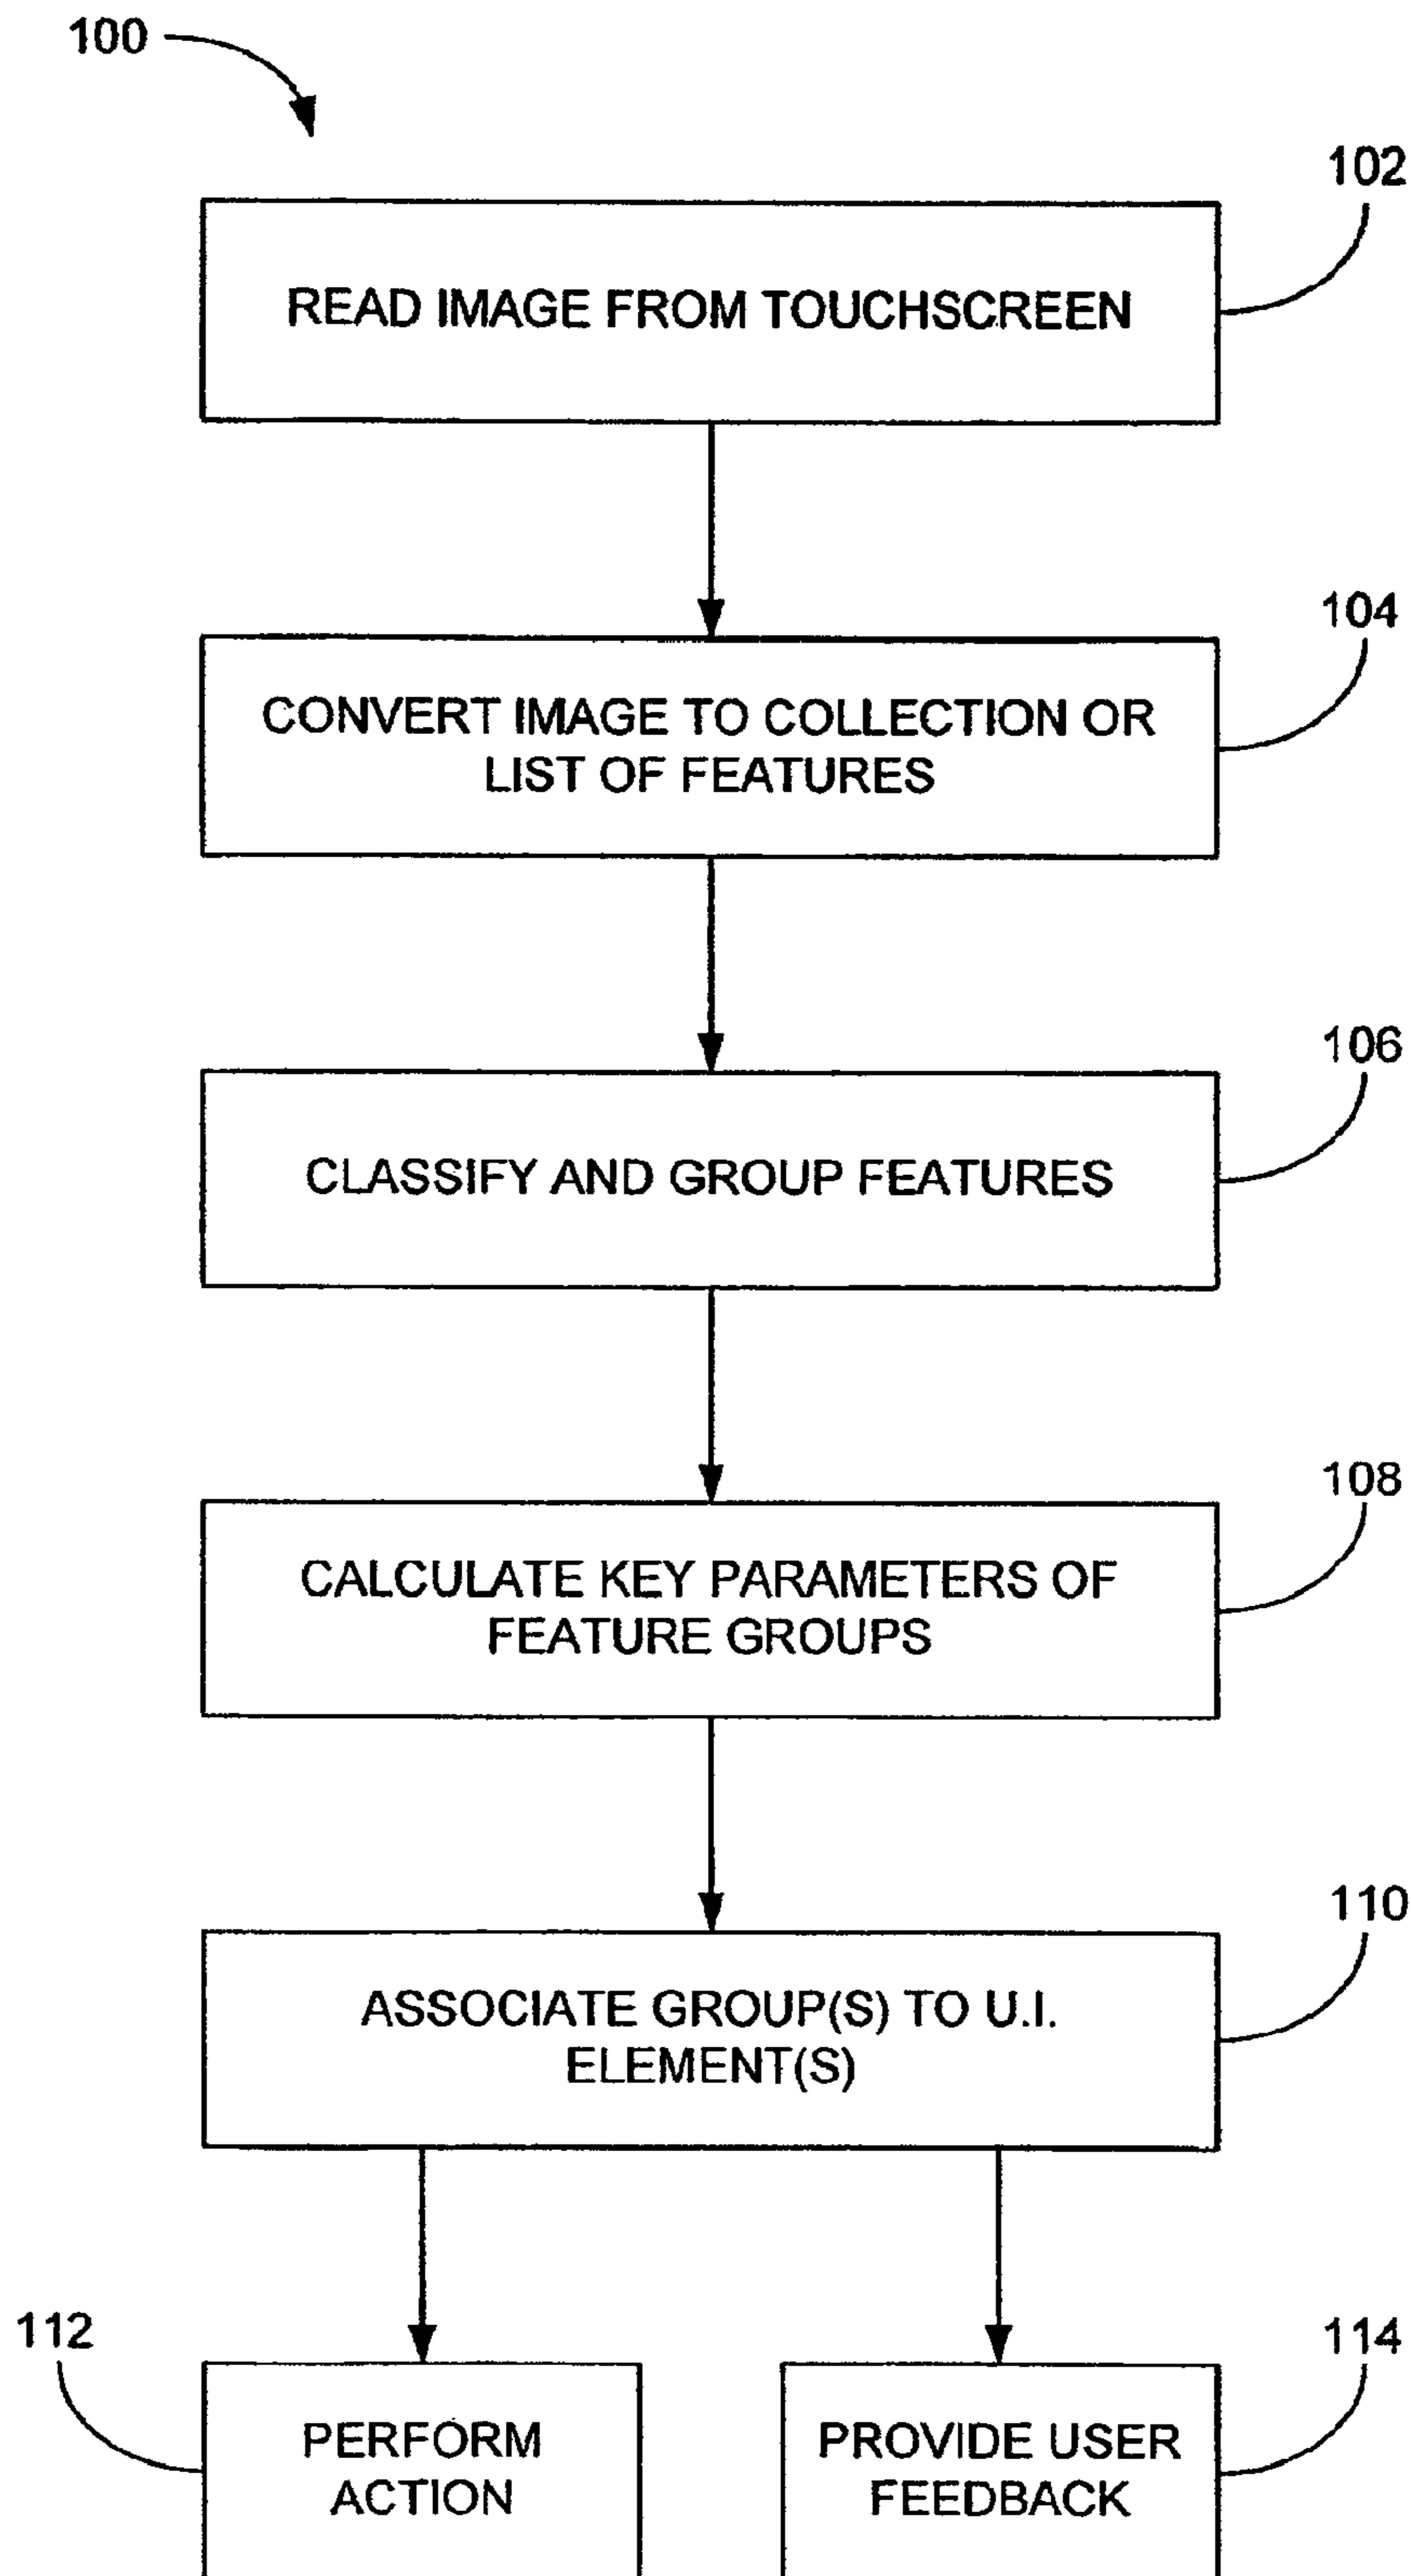 100
102
READ IMAGE FROM TOUCHSCREEN
104
CONVERT IMAGE TO COLLECTION OR
LIST OF FEATURES
106
CLASSIFY AND GROUP FEATURES
108
CALCULATE KEY PARAMETERS OF
FEATURE GROUPS
110
ASSOCIATE GROUP(S) TO U.I.
ELEMENT(S)
112
PERFORM
ACTION
114
PROVIDE USER
FEEDBACK